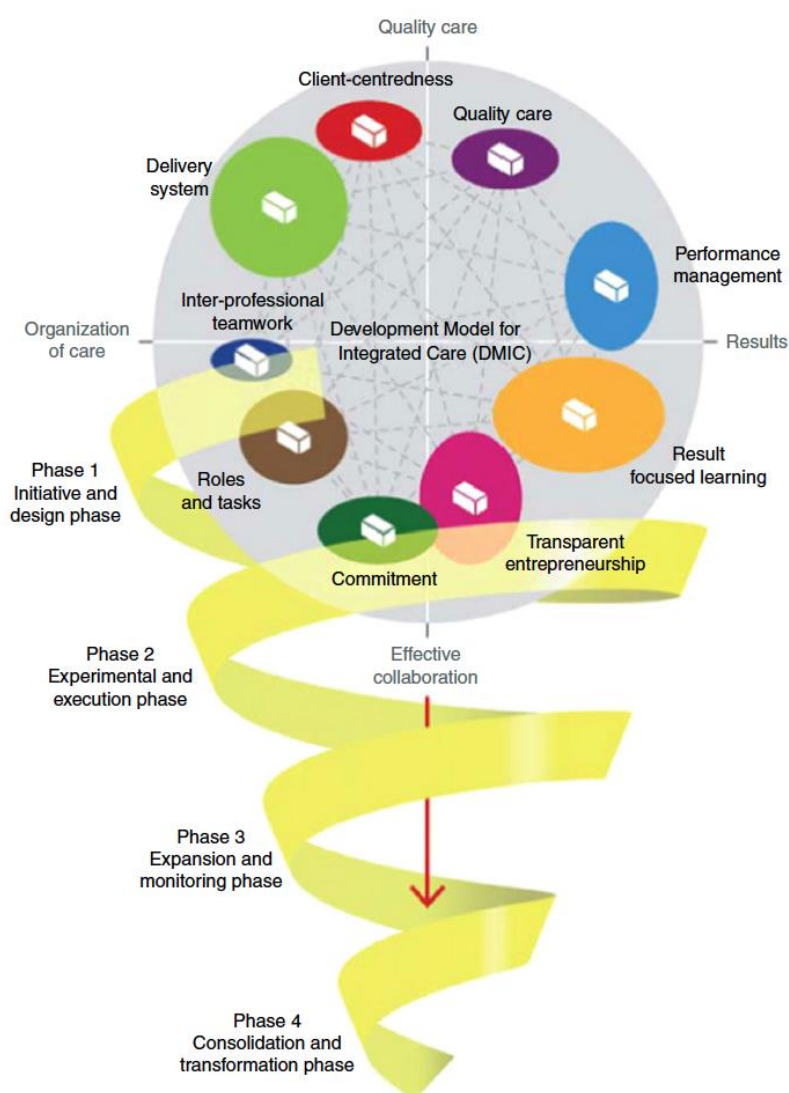 Quality care
Client-centredness
Quality care
Delivery
system
Performance
management
Inter-professional
teamwork
Organization
of care
Development Model for
Integrated Care (DMIC)
Results
Phase 1
Initiative and
design phase
Roles
and tasks
Result
focused learning
Commitment
Transparent
entrepreneurship
Phase 2
Experimental and
execution phase
Effective
collaboration
Phase 3
Expansion and
monitoring phase
Phase 4
Consolidation and
transformation phase